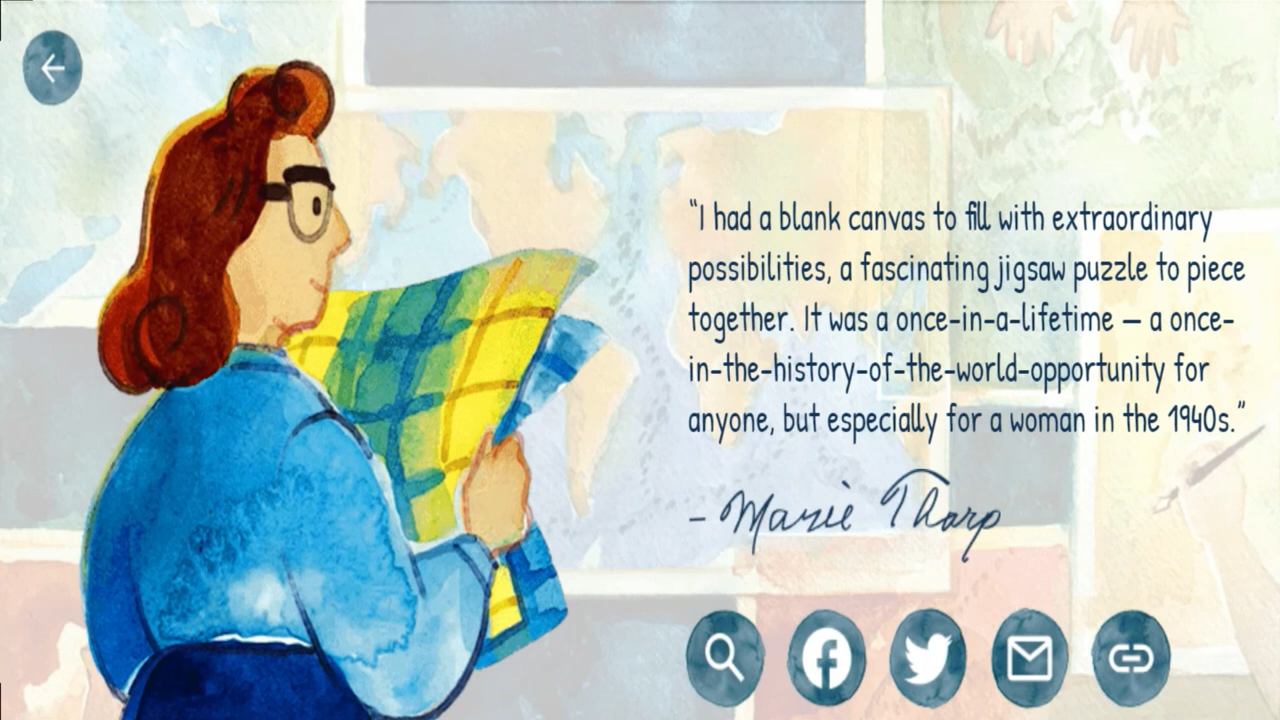 “I had a blank canvas to fill with extraordinary
possibilities, a fascinating jigsaw puzzle to piece
together. It was a once-in-a-lifetime – a once-
in-the-history-of-the-world-opportunity for
anyone, but especially for a woman in the 1940s.”
– Marie Tharp